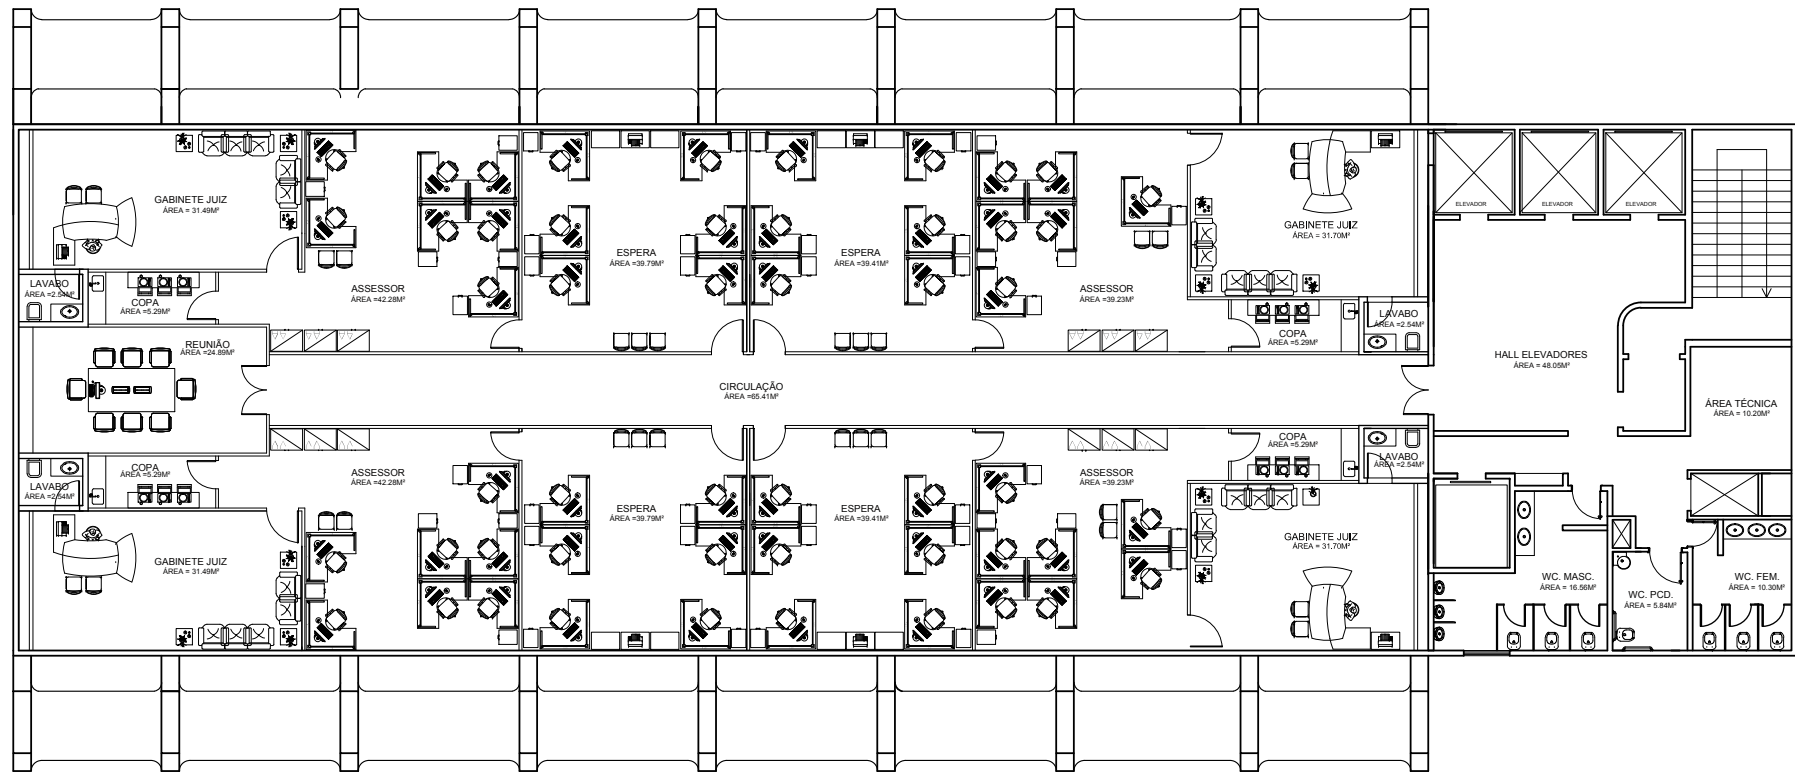 GABINETE JUIZ
ÁREA = 31.49M²
ESPERA
ÁREA =39.79M²
ESPERA
ÁREA =39.41M²
GABINETE JUIZ
ÁREA = 31.70M²
ELEVADOR
ELEVADOR
ELEVADOR
LAVABO
ÁREA =2.54M²
COPA
ÁREA =5.29M²
ASSESSOR
ÁREA =42.28M²
ASSESSOR
ÁREA =39.23M²
COPA
ÁREA =5.29M²
LAVABO
ÁREA =2.54M²
REUNIÃO
ÁREA =24.89M²
CIRCULAÇÃO
ÁREA =65.41M²
HALL ELEVADORES
ÁREA = 48.05M²
ÁREA TÉCNICA
ÁREA = 10.20M²
COPA
ÁREA =5.29M²
LAVABO
ÁREA =2.54M²
ASSESSOR
ÁREA =42.28M²
ASSESSOR
ÁREA =39.23M²
COPA
ÁREA =5.29M²
LAVABO
ÁREA =2.54M²
GABINETE JUIZ
ÁREA = 31.49M²
ESPERA
ÁREA =39.79M²
ESPERA
ÁREA =39.41M²
GABINETE JUIZ
ÁREA = 31.70M²
WC. MASC.
ÁREA = 16.56M²
WC. PCD.
ÁREA = 5.84M²
WC. FEM.
ÁREA = 10.30M²